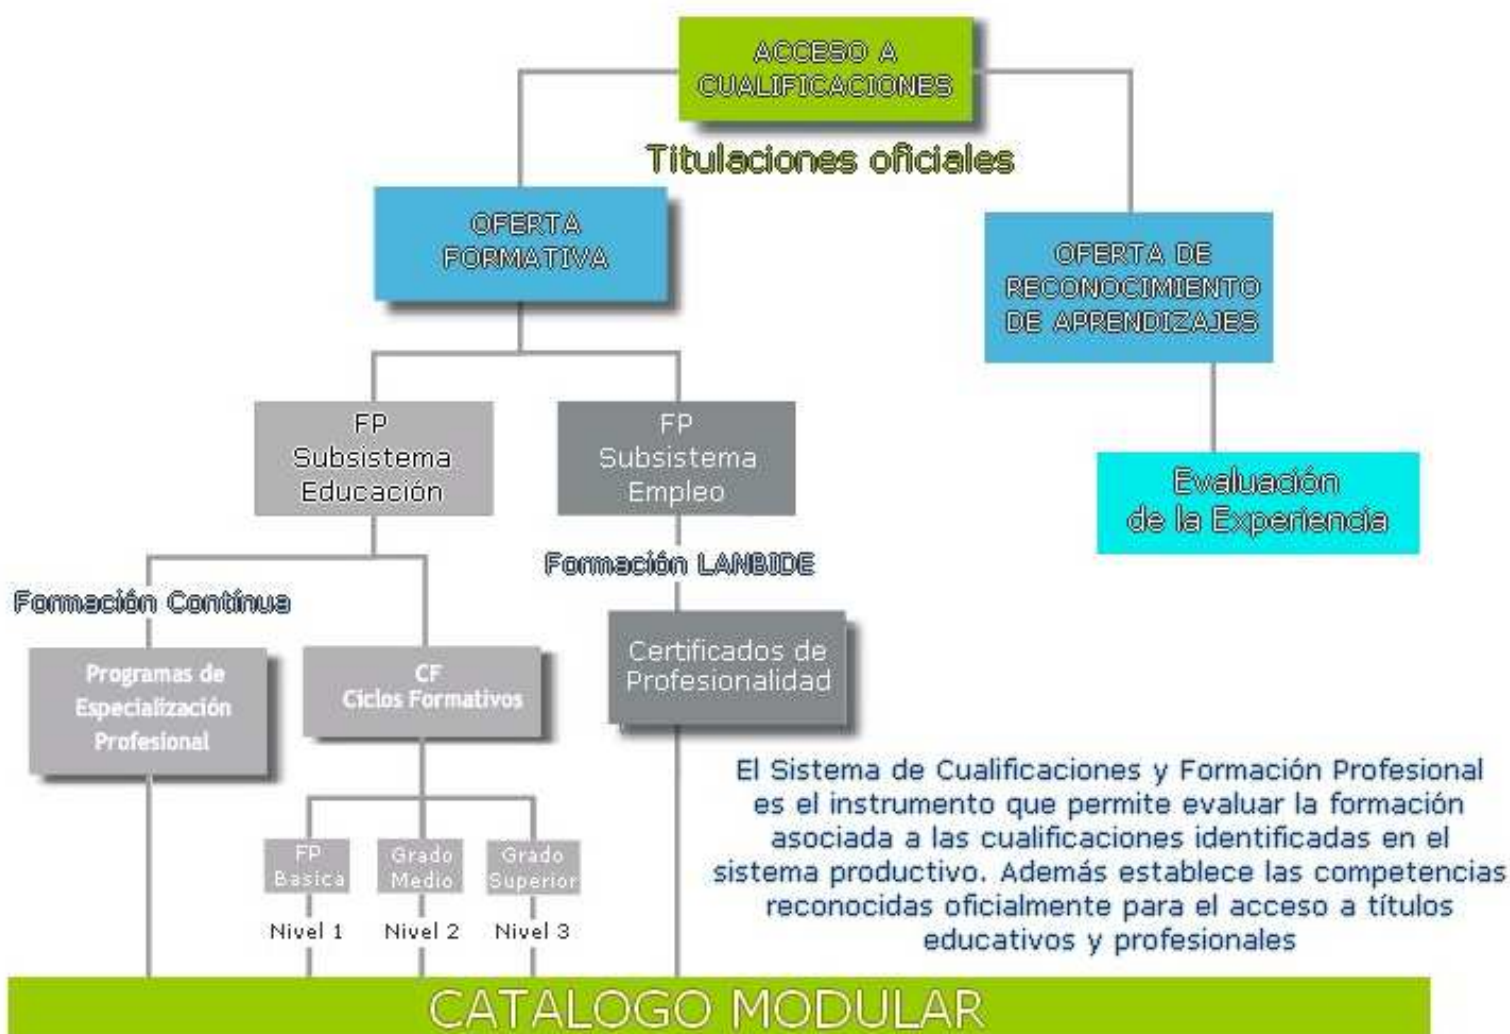 ACCESO A
CUALIFICACIONES
Titulaciones oficiales
OFERTA
FORMATIVA
OFERTA DE
RECONOCIMIENTO
DE APRENDIZAJES
FP
Subsistema
Educación
FP
Subsistema
Empleo
Evaluación
de la Experiencia
Formación Contínua
Formación LANBIDE
Programas de
Especialización
Profesional
CF
Ciclos Formativos
Certificados de
Profesionalidad
FP
Basica
Grado
Medio
Grado
Superior
Nivel 1
Nivel 2
Nivel 3
El Sistema de Cualificaciones y Formación Profesional
es el instrumento que permite evaluar la formación
asociada a las cualificaciones identificadas en el
sistema productivo. Además establece las competencias
reconocidas oficialmente para el acceso a títulos
educativos y profesionales
CATALOGO MODULAR